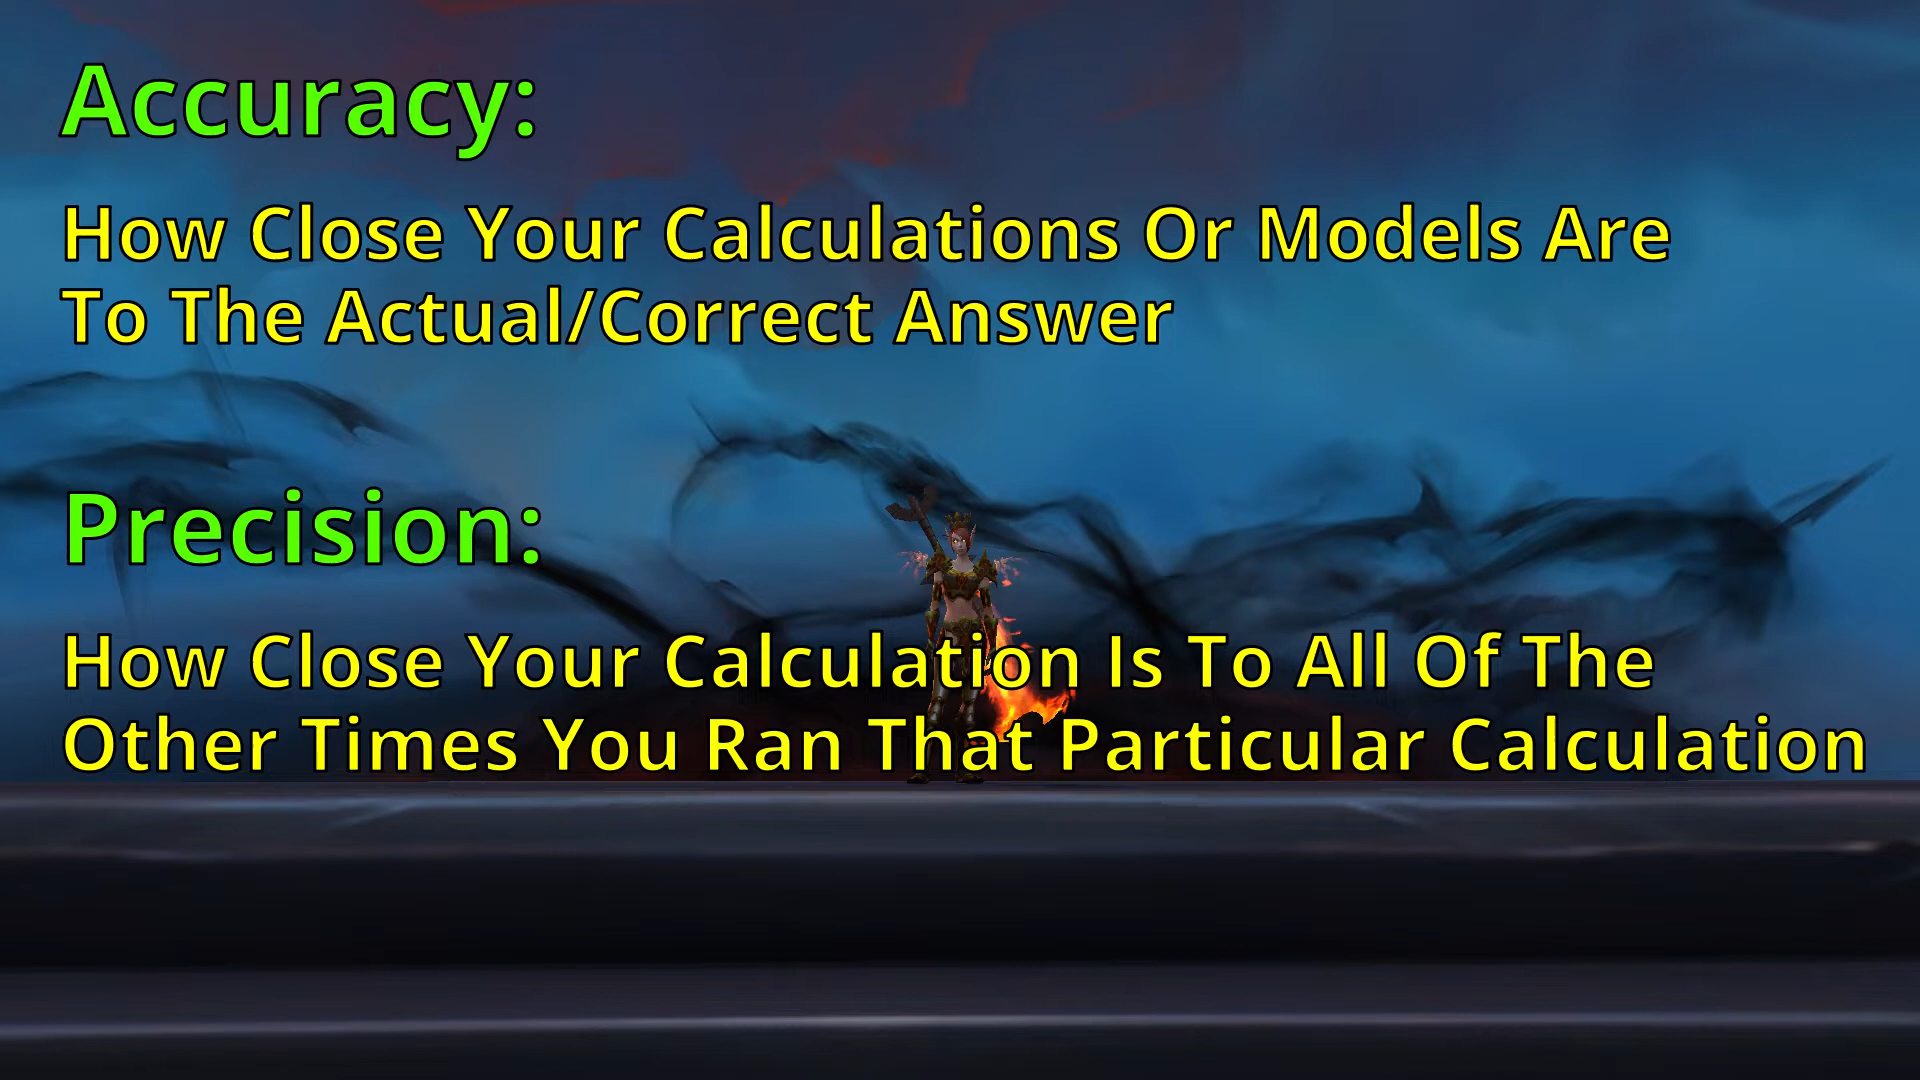 Accuracy:
How Close Your Calculations Or Models Are
To The Actual/Correct Answer
Precision:
How Close Your Calculation Is To All Of The
Other Times You Ran That Particular Calculation